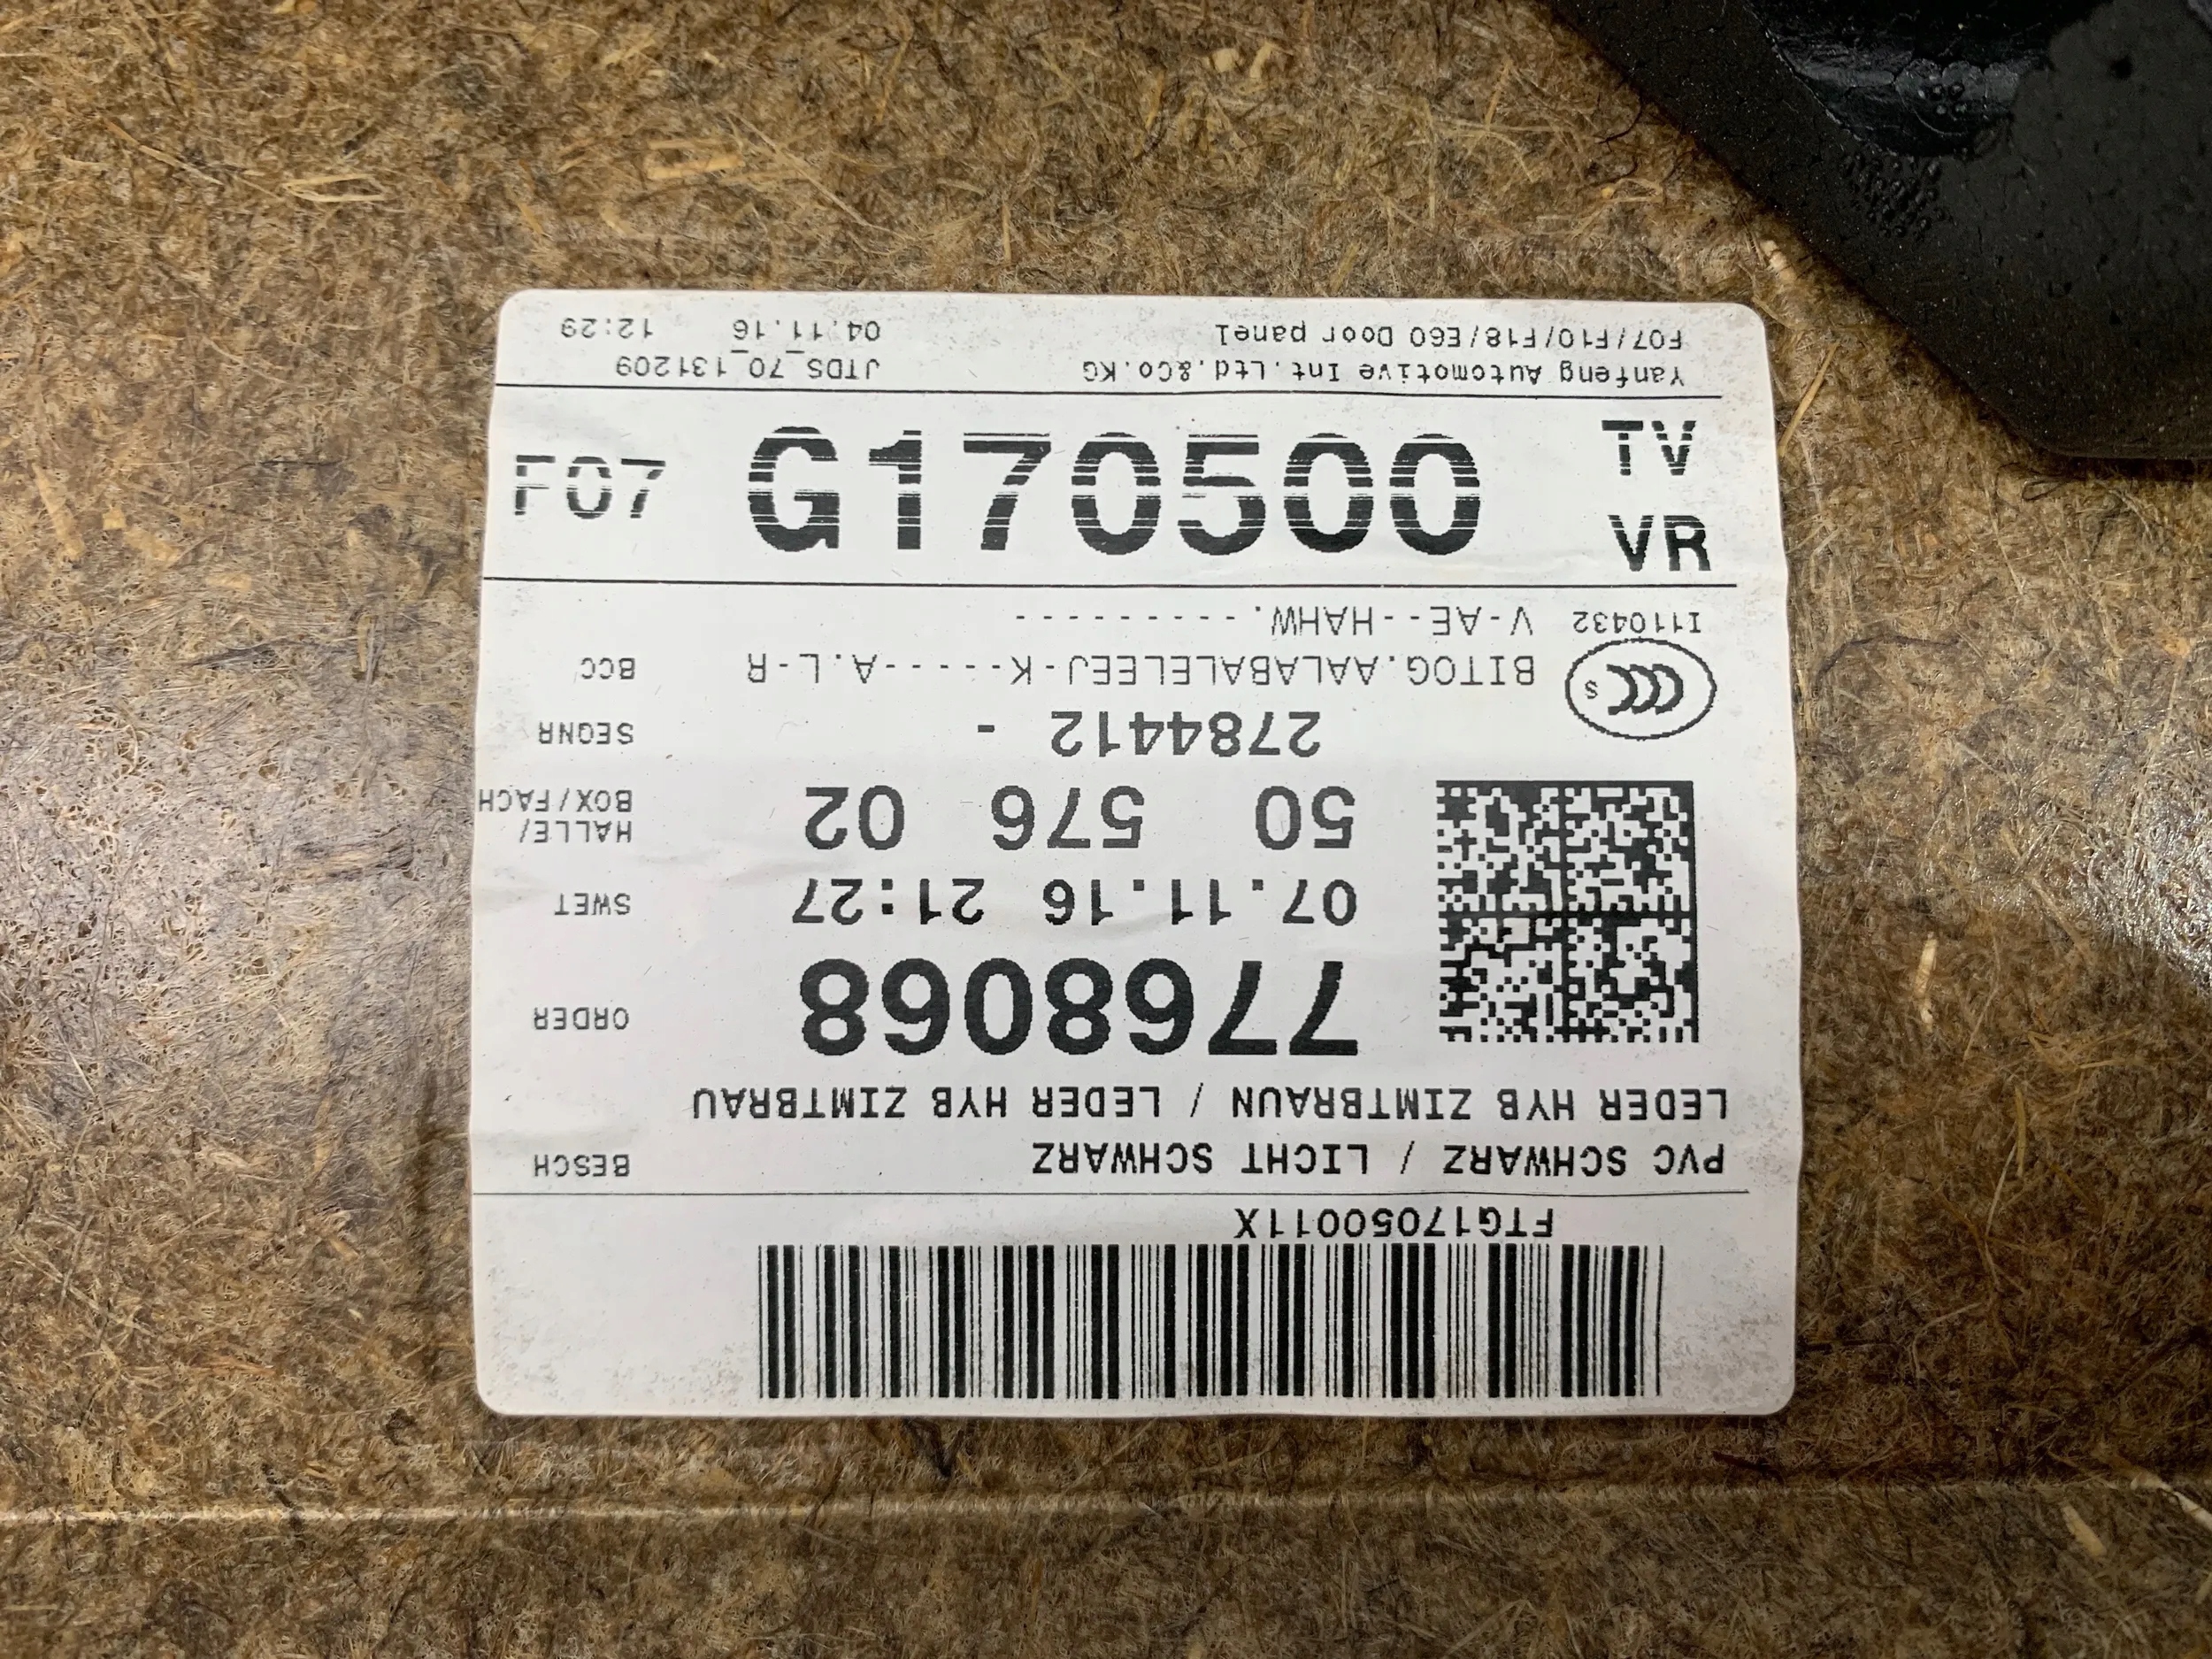 FTG17050011X
PVC SCHWARZ / LICHT SCHWARZ BESCH
LEDER HYB ZIMTBRAUN / LEDER HYB ZIMTBRAU
7768068 ORDER
07.11.16 21:27 SWET
50 576 02 HALLE/
BOX/FACH
2784412 - SEQNR
BITOG.AALABALELEEJ-K------A.L-R BCC
V-AE--HAHW.---------
CCC S
I110432
F07 G170500 TV
VR
Yanfeng Automotive Int.Ltd.&Co.KG JTDS_70_131209
F07/F10/F18/E60 Door panel 04.11.16 12:29